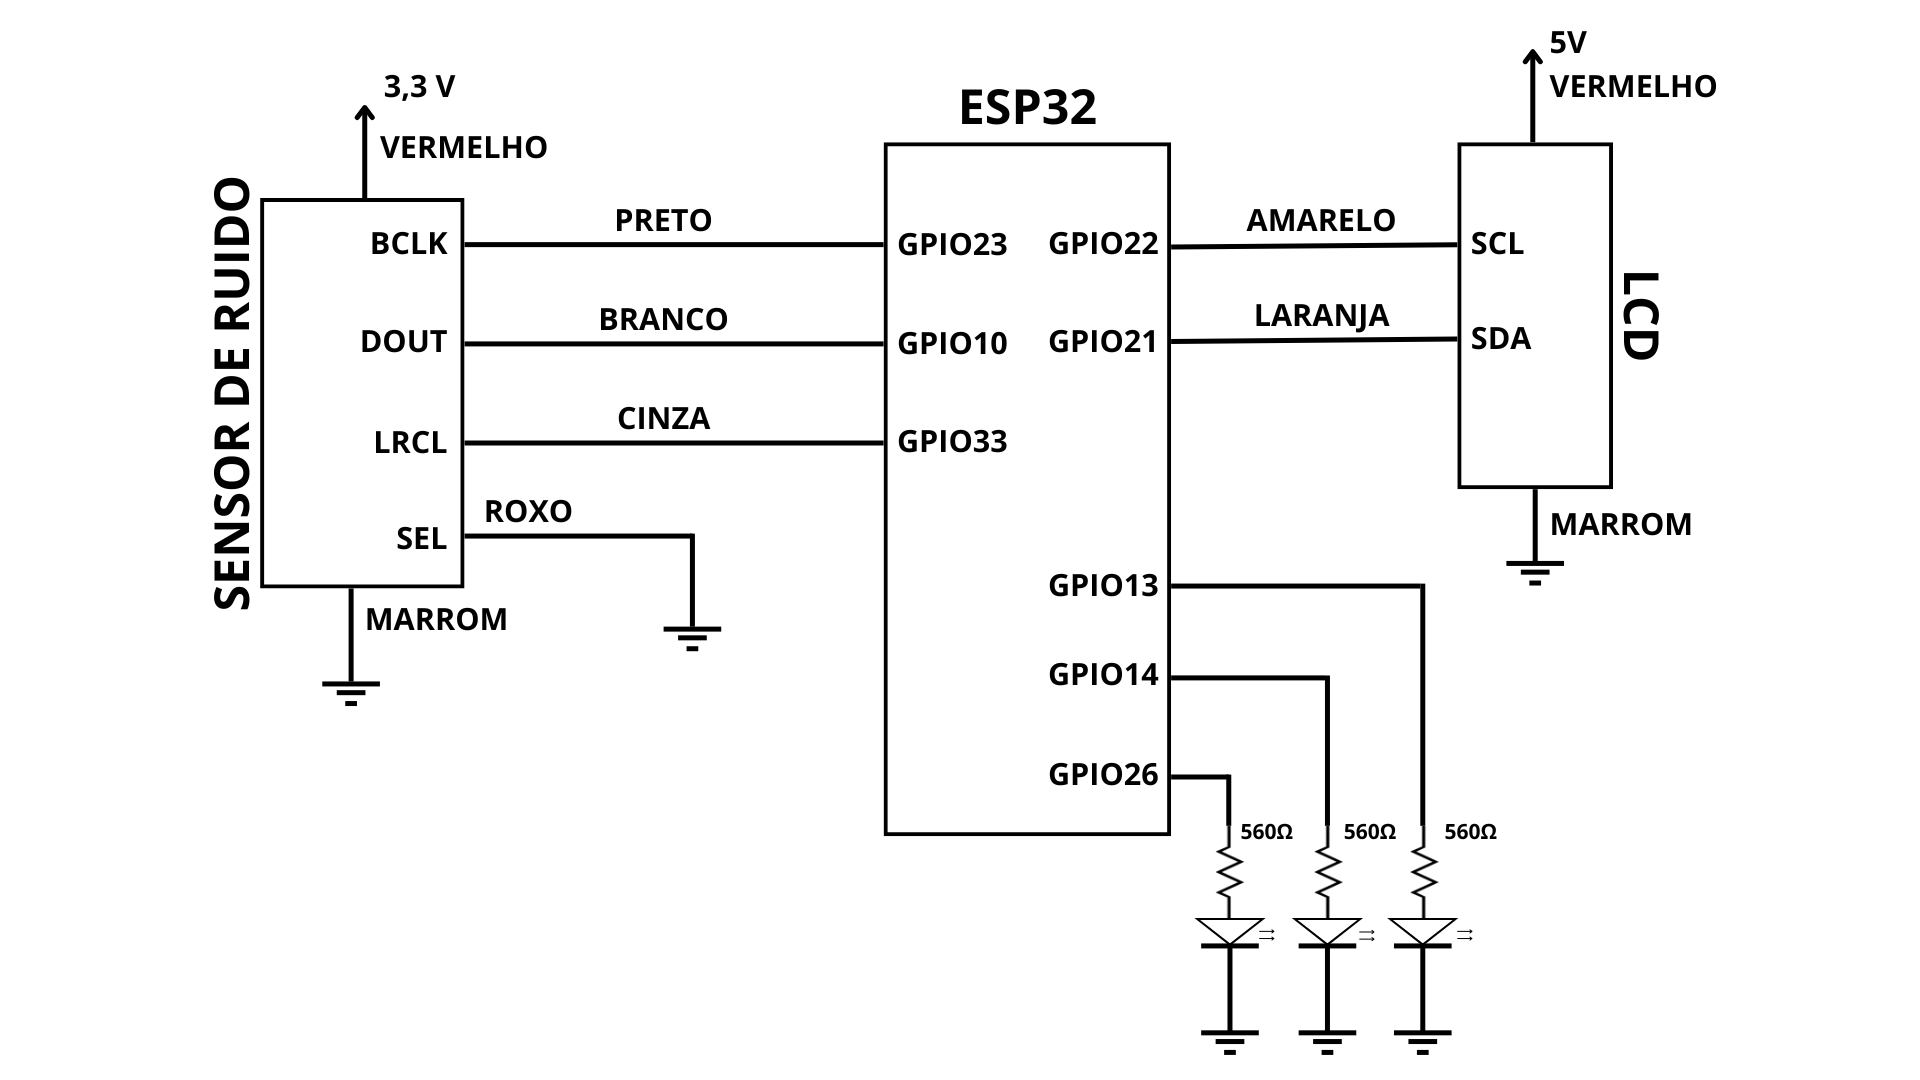 5V
VERMELHO
3,3 V
VERMELHO
ESP32
SENSOR DE RUIDO
BCLK
DOUT
LRCL
SEL
PRETO
BRANCO
CINZA
ROXO
MARROM
GPIO23
GPIO10
GPIO33
GPIO22
GPIO21
GPIO13
GPIO14
GPIO26
AMARELO
LARANJA
SCL
SDA
LCD
MARROM
560Ω
560Ω
560Ω